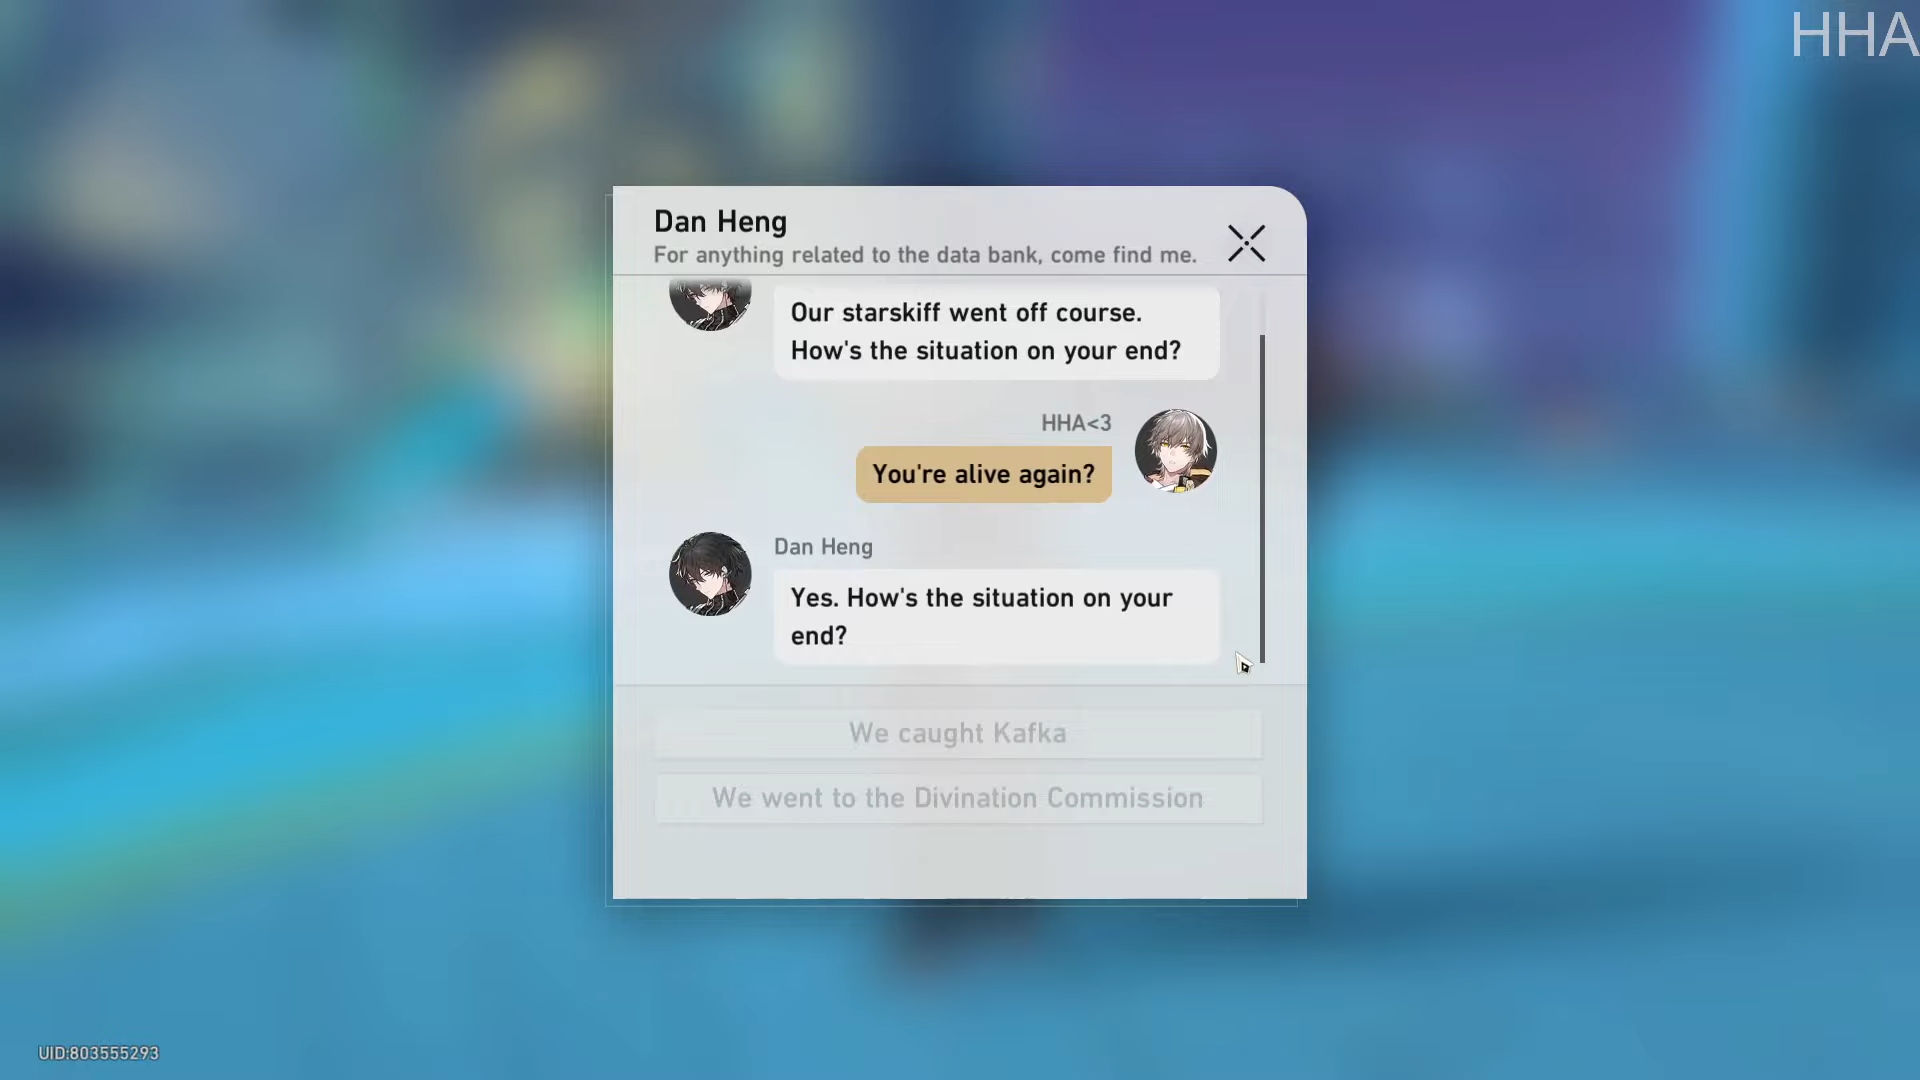 HHA
Dan Heng
For anything related to the data bank, come find me.
Our starskiff went off course.
How's the situation on your end?
HHA<3
You're alive again?
Dan Heng
Yes. How's the situation on your
end?
We caught Kafka
We went to the Divination Commission
UID:803555293